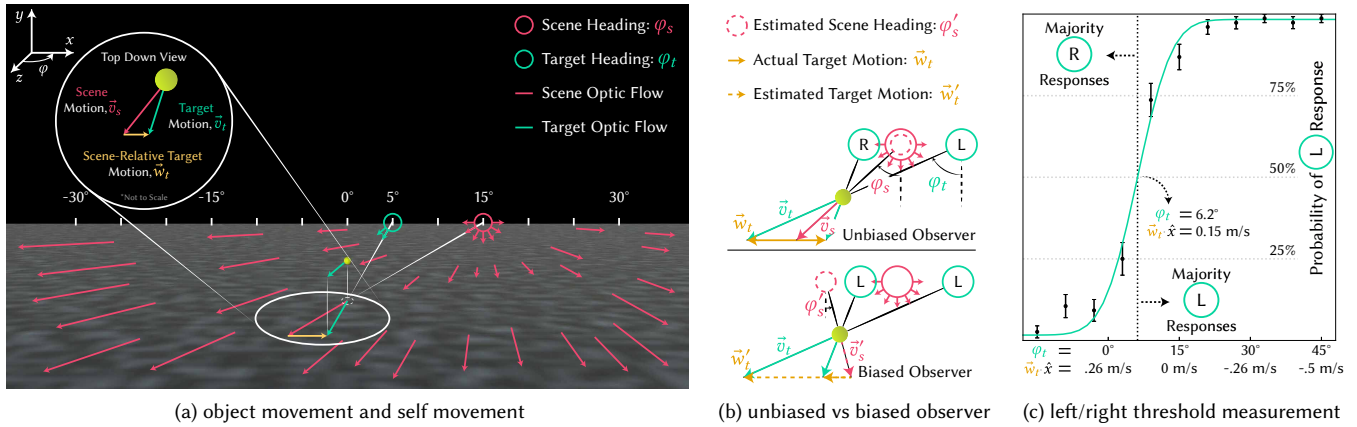 y
x
z
φ
Top Down View
Scene
Motion, v⃗s
Target
Motion, v⃗t
Scene-Relative Target
Motion, w⃗t
*Not to Scale
Scene Heading: φs
Target Heading: φt
Scene Optic Flow
Target Optic Flow
-30° -15° 0° 5° 15° 30°
(a) object movement and self movement
Estimated Scene Heading: φ′s
Actual Target Motion: w⃗t
Estimated Target Motion: w⃗′t
R L
φs φt
w⃗t v⃗t v⃗s
Unbiased Observer
L L
φ′s
w⃗′t v⃗t v⃗′s
Biased Observer
(b) unbiased vs biased observer
Majority
R
Responses
75%
50%
25%
Probability of L Response
φt = 6.2°
w⃗t· x̂ = 0.15 m/s
Majority
L
Responses
φt = 0° 15° 30° 45°
w⃗t· x̂ = .26 m/s 0 m/s -.26 m/s -.5 m/s
(c) left/right threshold measurement